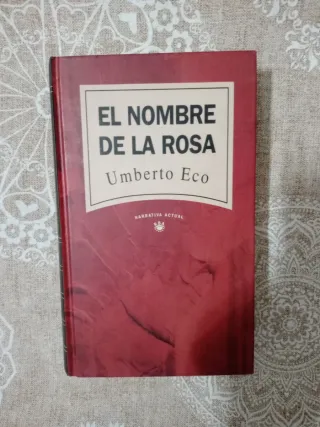 EL NOMBRE
DE LA ROSA
Umberto Eco
NARRATIVA ACTUAL